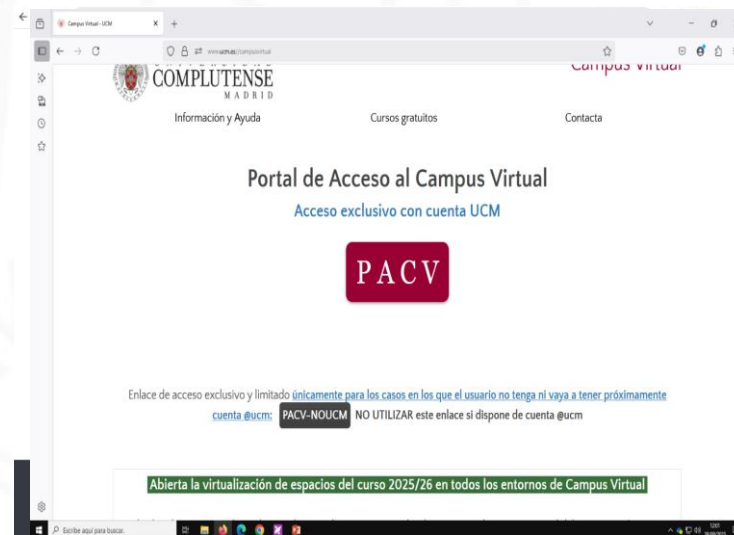 Campus Virtual - UCM
www.ucm.es/campusvirtual
COMPLUTENSE
MADRID
Campus Virtual
Información y Ayuda
Cursos gratuitos
Contacta
Portal de Acceso al Campus Virtual
Acceso exclusivo con cuenta UCM
PACV
Enlace de acceso exclusivo y limitado únicamente para los casos en los que el usuario no tenga ni vaya a tener próximamente
cuenta @ucm: PACV-NOUCM NO UTILIZAR este enlace si dispone de cuenta @ucm
Abierta la virtualización de espacios del curso 2025/26 en todos los entornos de Campus Virtual
Escribe aquí para buscar.